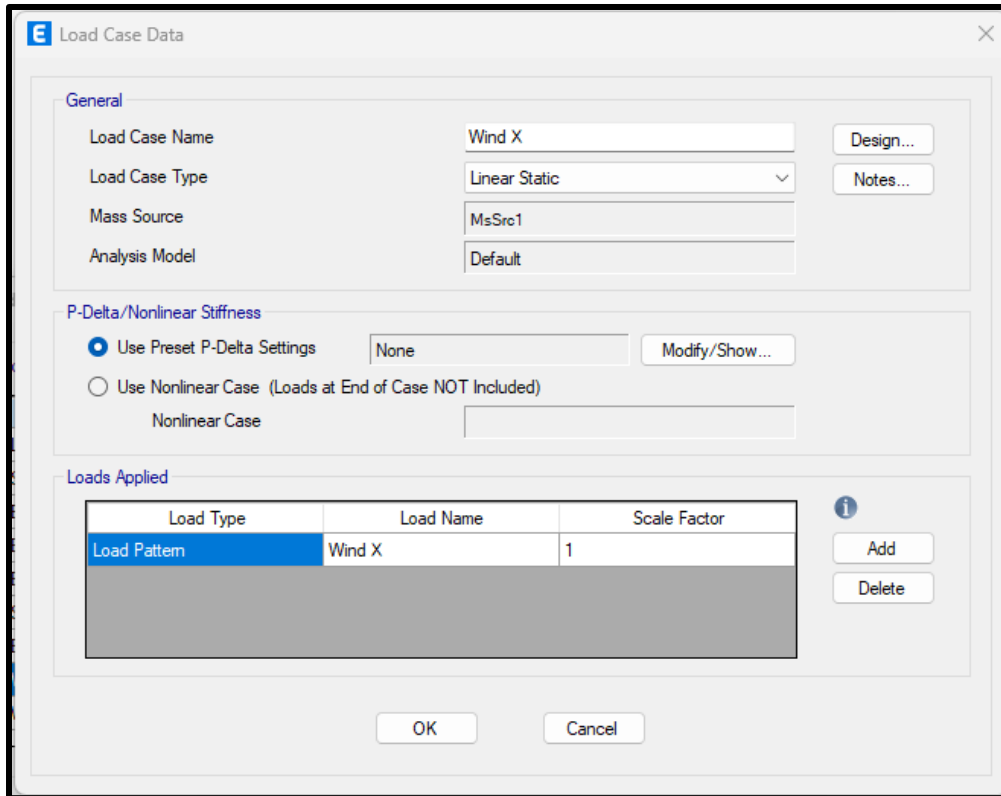 E Load Case Data
General
Load Case Name Wind X Design...
Load Case Type Linear Static Notes...
Mass Source MsSrc1
Analysis Model Default
P-Delta/Nonlinear Stiffness
Use Preset P-Delta Settings None Modify/Show...
Use Nonlinear Case (Loads at End of Case NOT Included)
Nonlinear Case
Loads Applied
Load Type Load Name Scale Factor
Load Pattern Wind X 1
Add
Delete
OK Cancel